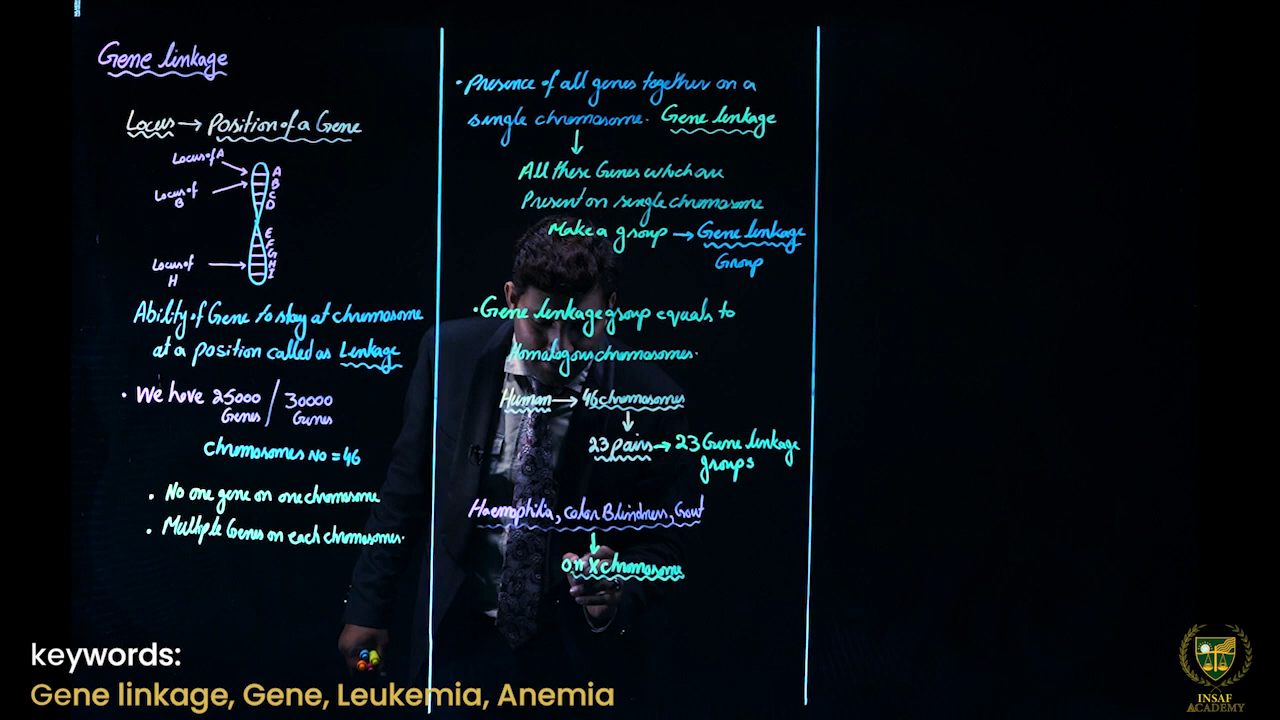 Gene linkage
Locus → Position of a Gene
Locus of A
Locus of
B
A
B
C
D
E
F
G
H
I
Locus of
H
Ability of Gene to stay at chromosome
at a position called as Linkage
• We have 25000 / 30000
Genes Genes
Chromosomes NO = 46
• No one gene on one chromosome
• Multiple Genes on each chromosomes.
• Presence of all genes together on a
single chromosome. Gene linkage
↓
All these Genes which are
Present on single chromosome
Make a group → Gene linkage
Group
• Gene linkage group equals to
Homalogouschromosomes.
Human → 46 chromosomes
↓
23 pairs → 23 Gene linkage
groups
Haemophilia, color Blindness, Gout
↓
on X chromosome
keywords:
Gene linkage, Gene, Leukemia, Anemia
INSAF
ACADEMY